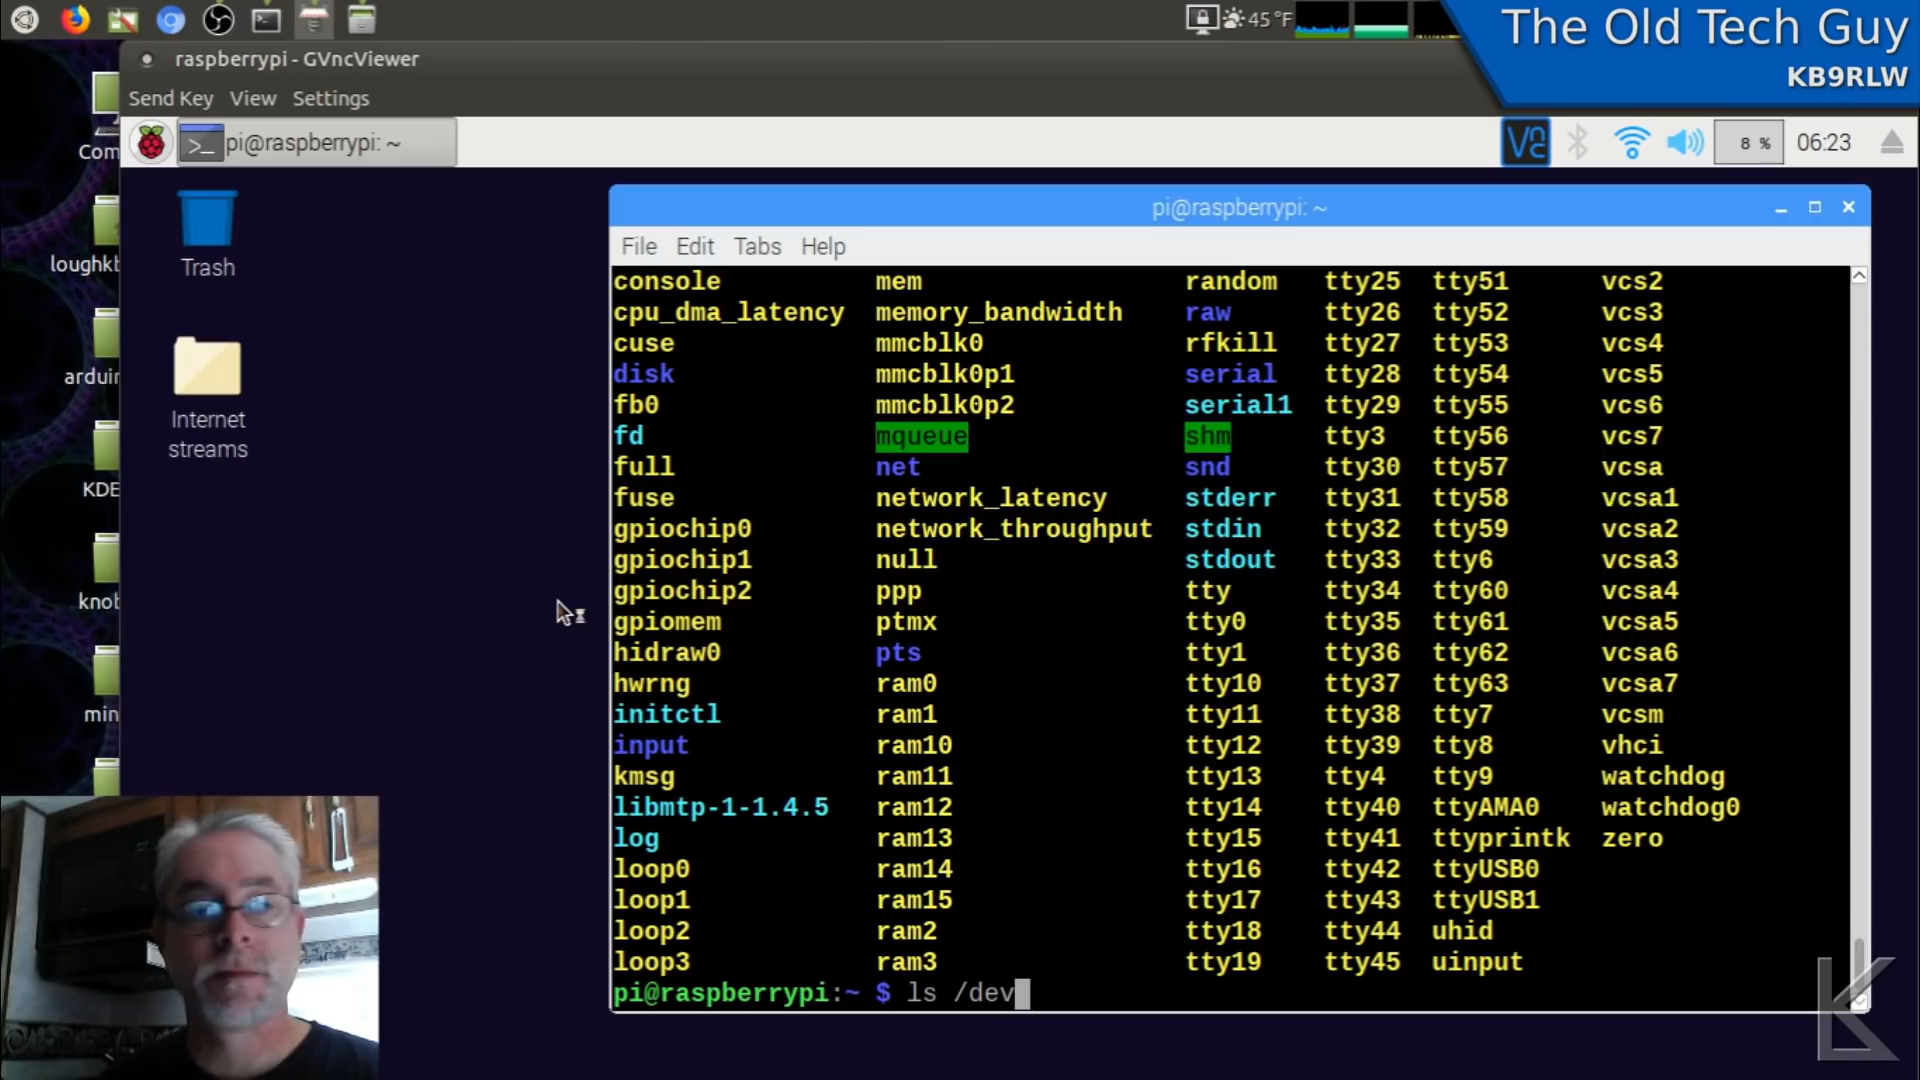 45 °F
The Old Tech Guy
KB9RLW
raspberrypi - GVncViewer
Send Key View Settings
pi@raspberrypi: ~
8 %
06:23
Com
loughkb
arduin
KDE
knob
min
Trash
Internet
streams
pi@raspberrypi: ~
File Edit Tabs Help
console mem random tty25 tty51 vcs2
cpu_dma_latency memory_bandwidth raw tty26 tty52 vcs3
cuse mmcblk0 rfkill tty27 tty53 vcs4
disk mmcblk0p1 serial tty28 tty54 vcs5
fb0 mmcblk0p2 serial1 tty29 tty55 vcs6
fd mqueue shm tty3 tty56 vcs7
full net snd tty30 tty57 vcsa
fuse network_latency stderr tty31 tty58 vcsa1
gpiochip0 network_throughput stdin tty32 tty59 vcsa2
gpiochip1 null stdout tty33 tty6 vcsa3
gpiochip2 ppp tty tty34 tty60 vcsa4
gpiomem ptmx tty0 tty35 tty61 vcsa5
hidraw0 pts tty1 tty36 tty62 vcsa6
hwrng ram0 tty10 tty37 tty63 vcsa7
initctl ram1 tty11 tty38 tty7 vcsm
input ram10 tty12 tty39 tty8 vhci
kmsg ram11 tty13 tty4 tty9 watchdog
libmtp-1-1.4.5 ram12 tty14 tty40 ttyAMA0 watchdog0
log ram13 tty15 tty41 ttyprintk zero
loop0 ram14 tty16 tty42 ttyUSB0
loop1 ram15 tty17 tty43 ttyUSB1
loop2 ram2 tty18 tty44 uhid
loop3 ram3 tty19 tty45 uinput
pi@raspberrypi:~ $ ls /dev
K